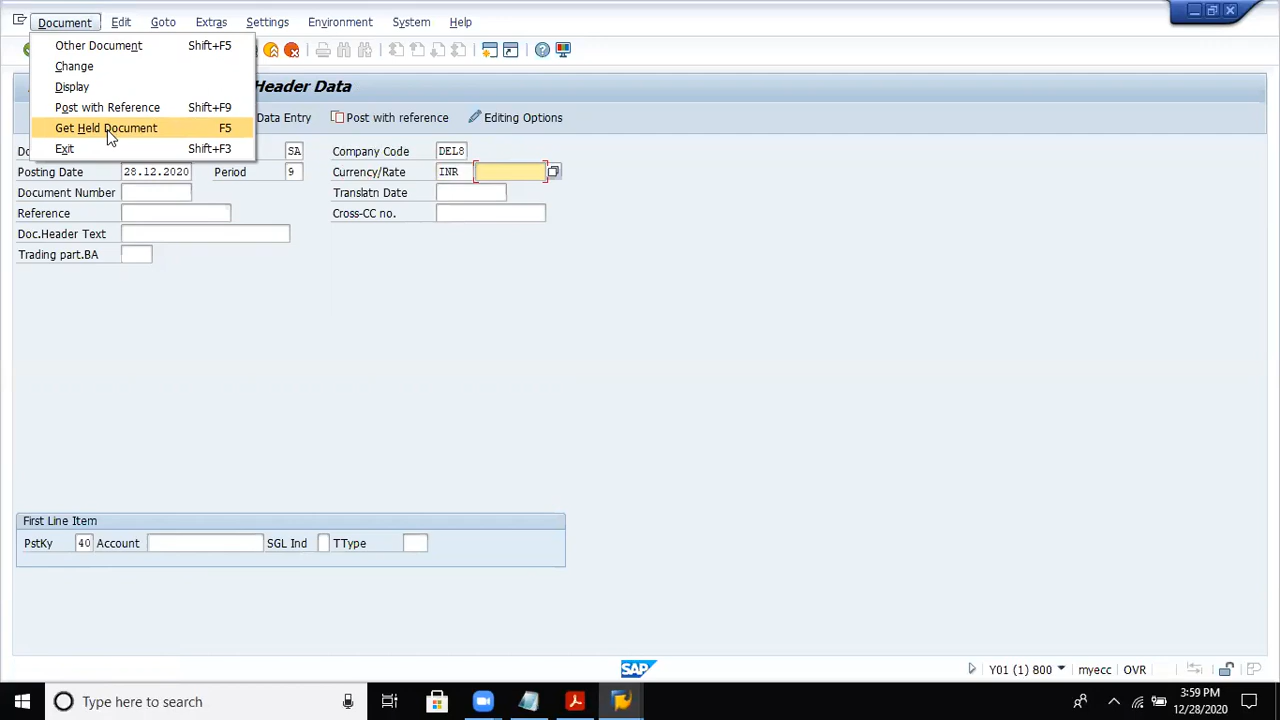 Document Edit Goto Extras Settings Environment System Help
Other Document Shift+F5
Change
Display
Post with Reference Shift+F9
Get Held Document F5
Exit Shift+F3
Header Data
Data Entry Post with reference Editing Options
SA Company Code DEL8
Posting Date 28.12.2020 Period 9 Currency/Rate INR
Document Number Translatn Date
Reference Cross-CC no.
Doc.Header Text
Trading part.BA
First Line Item
PstKy 40 Account SGL Ind TType
SAP Y01 (1) 800 myecc OVR
Type here to search
3:59 PM
12/28/2020